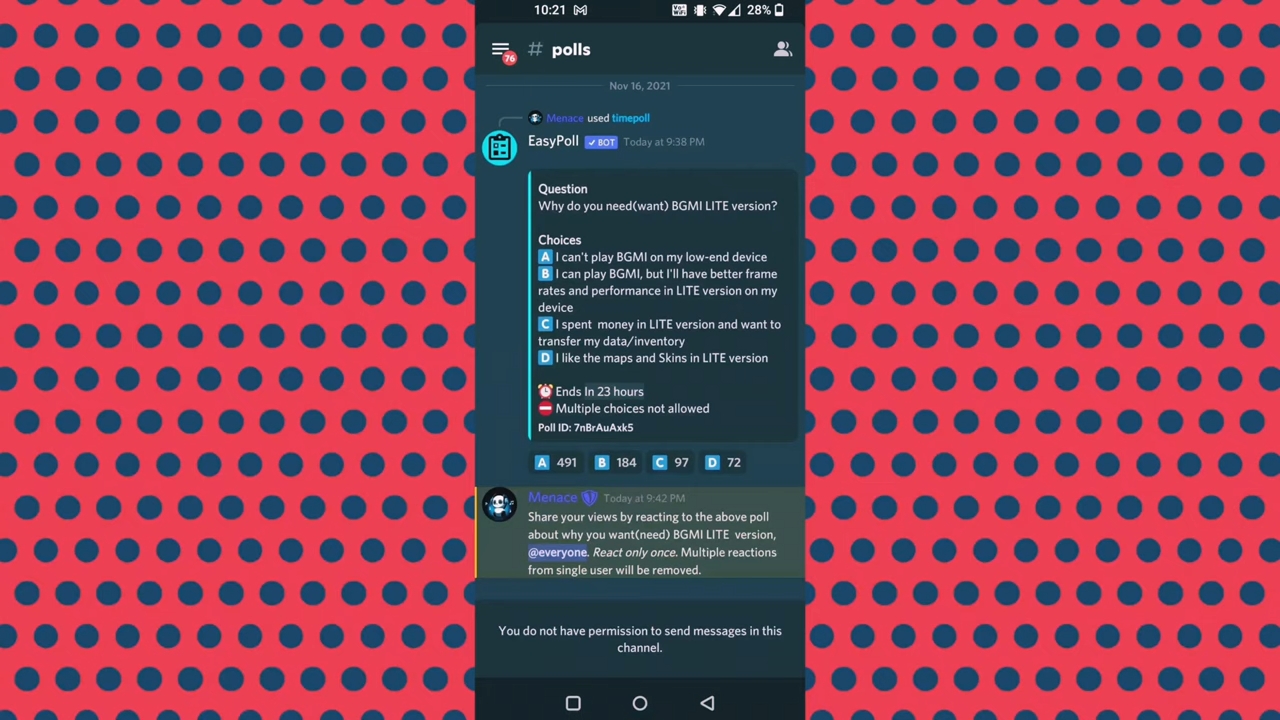 10:21
Vo WiFi
28%
76
# polls
Nov 16, 2021
Menace used timepoll
EasyPoll ✓ BOT Today at 9:38 PM
Question
Why do you need(want) BGMI LITE version?
Choices
A I can't play BGMI on my low-end device
B I can play BGMI, but I'll have better frame
rates and performance in LITE version on my
device
C I spent money in LITE version and want to
transfer my data/inventory
D I like the maps and Skins in LITE version
Ends In 23 hours
Multiple choices not allowed
Poll ID: 7nBrAuAxk5
A 491 B 184 C 97 D 72
Menace Today at 9:42 PM
Share your views by reacting to the above poll
about why you want(need) BGMI LITE version,
@everyone. React only once. Multiple reactions
from single user will be removed.
You do not have permission to send messages in this
channel.